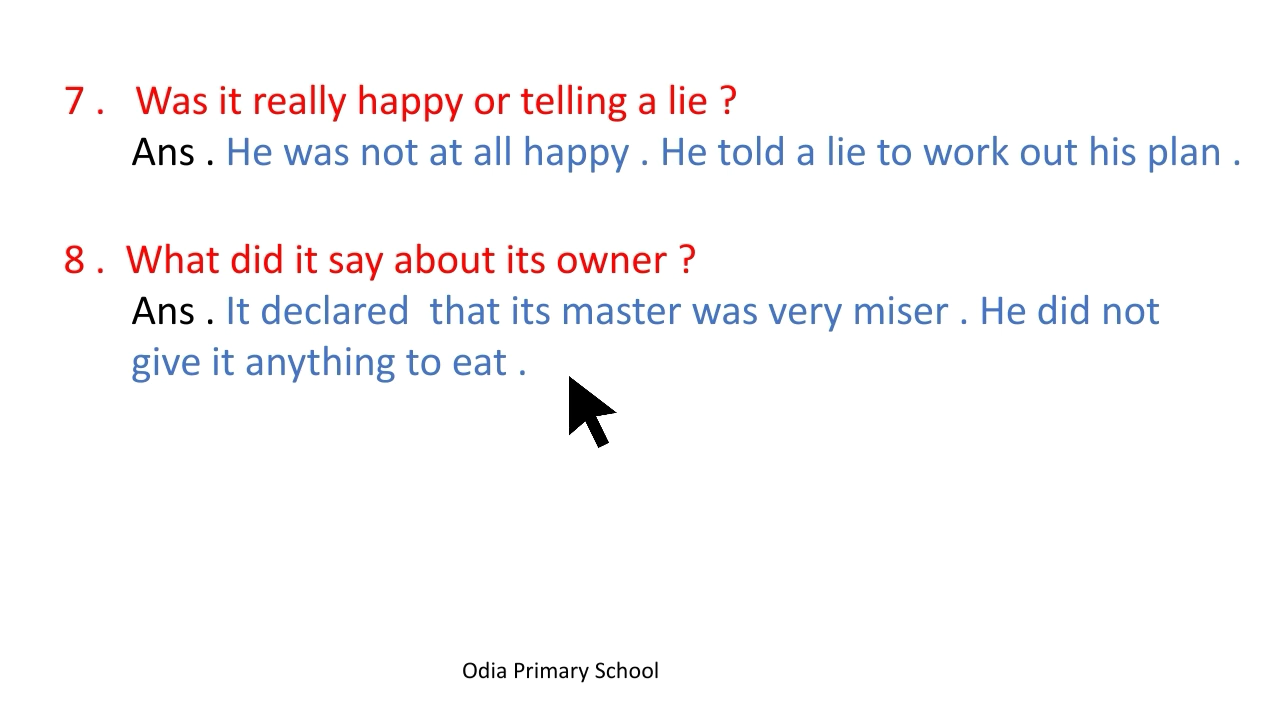 7 . Was it really happy or telling a lie ?
Ans . He was not at all happy . He told a lie to work out his plan .
8 . What did it say about its owner ?
Ans . It declared that its master was very miser . He did not
give it anything to eat .
Odia Primary School